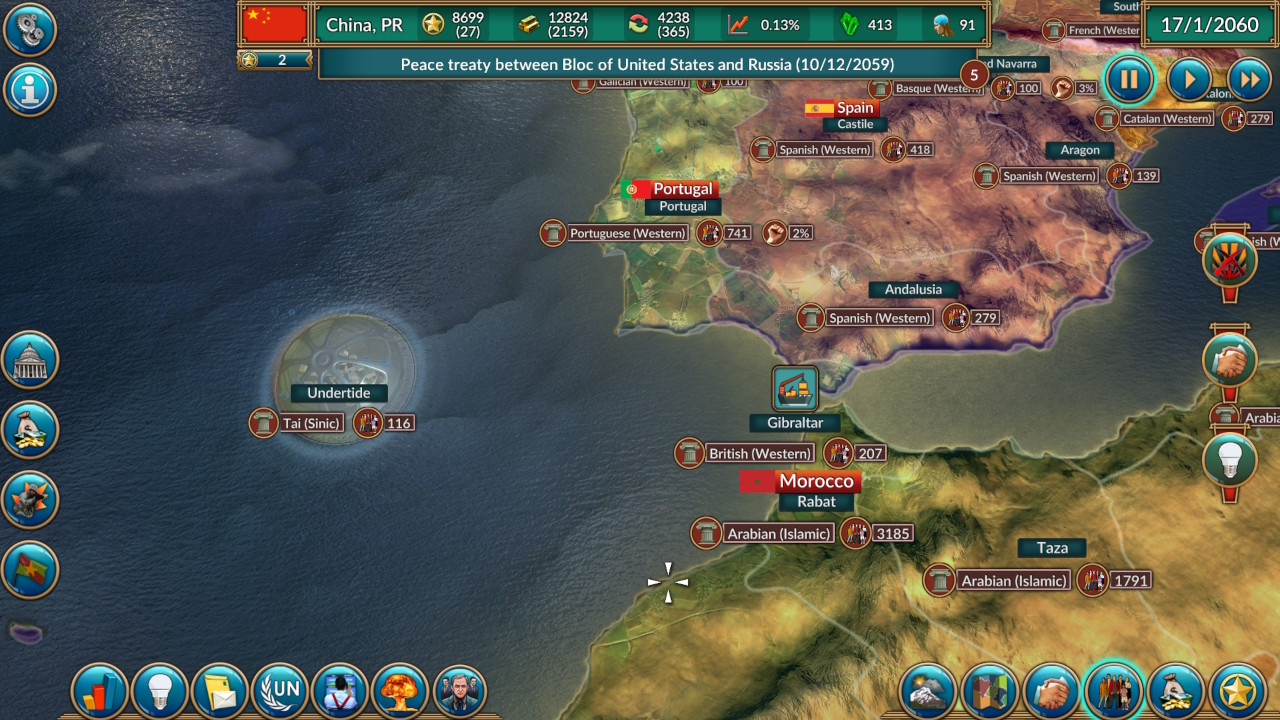 South
China, PR
8699
(27)
12824
(2159)
4238
(365)
0.13%
413
91
French (Wester
17/1/2060
2
Peace treaty between Bloc of United States and Russia (10/12/2059)
5
nd Navarra
Galician (Western)
100
Basque (Western)
100
3%
Spain
Castile
Catalan (Western)
279
Spanish (Western)
418
Aragon
Spanish (Western)
139
Portugal
Portugal
Portuguese (Western)
741
2%
Andalusia
Spanish (Western)
279
Undertide
Tai (Sinic)
116
Gibraltar
British (Western)
207
Arabia
Morocco
Rabat
Arabian (Islamic)
3185
Taza
Arabian (Islamic)
1791
UN